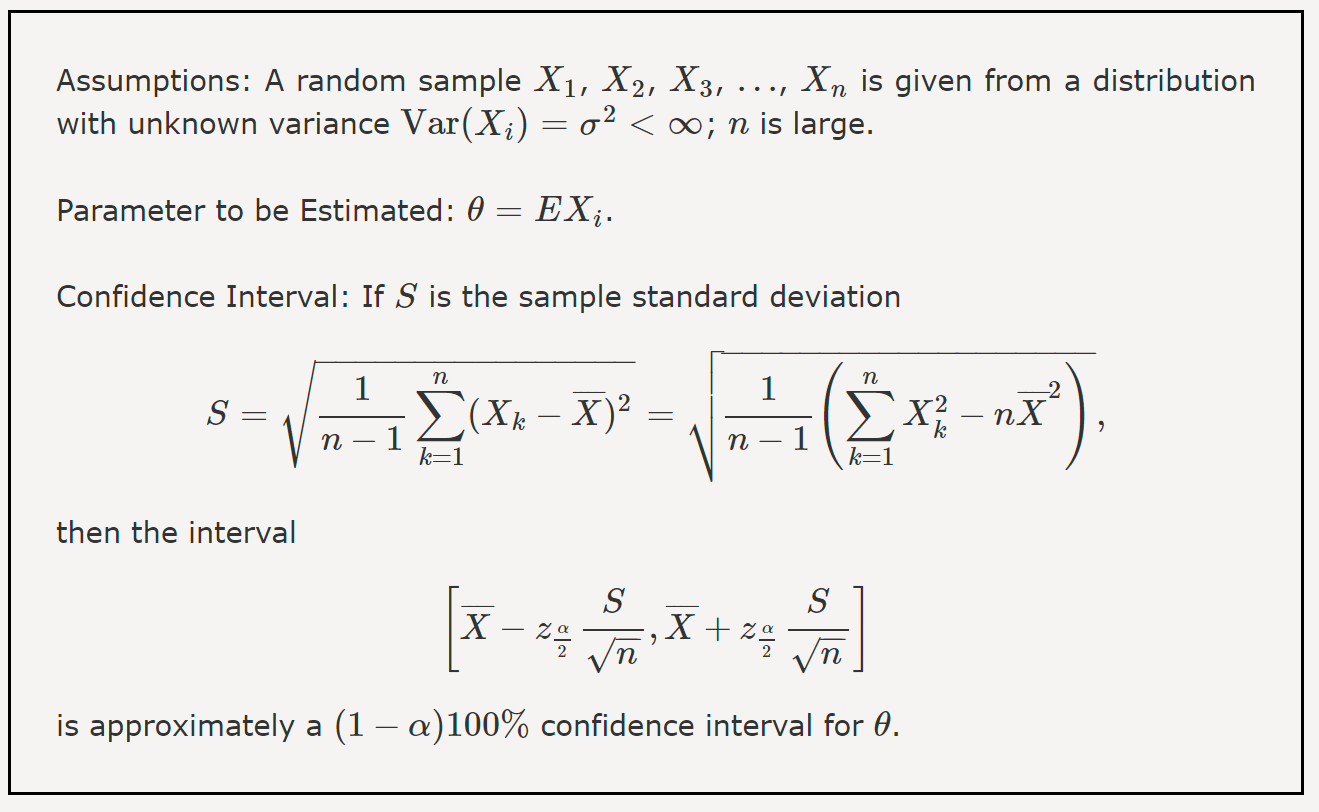 Assumptions: A random sample $X_1$, $X_2$, $X_3$, $\ldots$, $X_n$ is given from a distribution
with unknown variance $\mathrm{Var}(X_i) = \sigma^2 < \infty$; $n$ is large.
Parameter to be Estimated: $\theta = EX_i$.
Confidence Interval: If $S$ is the sample standard deviation
$S = \sqrt{\frac{1}{n-1} \sum_{k=1}^{n} (X_k - \overline{X})^2} = \sqrt{\frac{1}{n-1} \left( \sum_{k=1}^{n} X_k^2 - n\overline{X}^2 \right)},$
then the interval
$\left[ \overline{X} - z_{\frac{\alpha}{2}} \frac{S}{\sqrt{n}}, \overline{X} + z_{\frac{\alpha}{2}} \frac{S}{\sqrt{n}} \right]$
is approximately a $(1 - \alpha)100\%$ confidence interval for $\theta$.